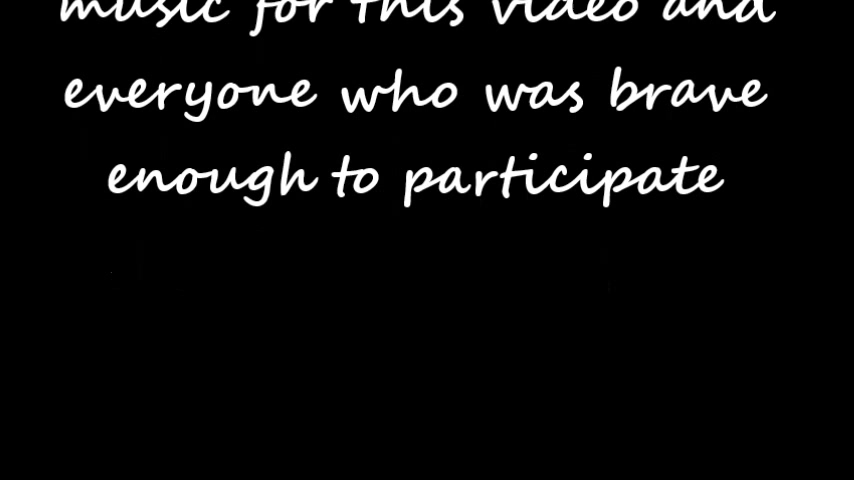 music for this video and
everyone who was brave
enough to participate